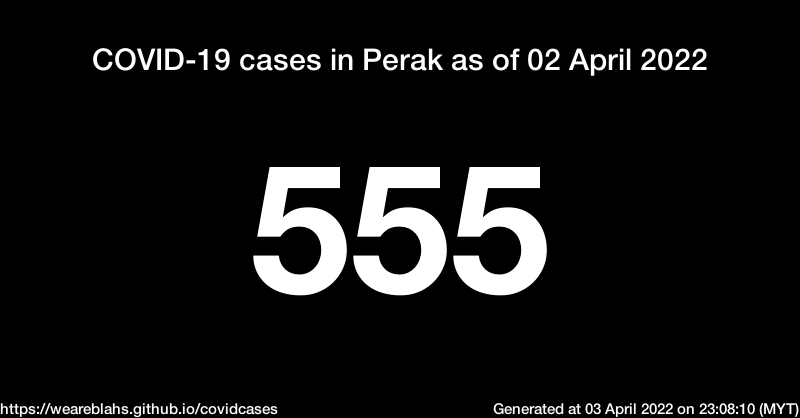 COVID-19 cases in Perak as of 02 April 2022
555
https://weareblahs.github.io/covidcases
Generated at 03 April 2022 on 23:08:10 (MYT)